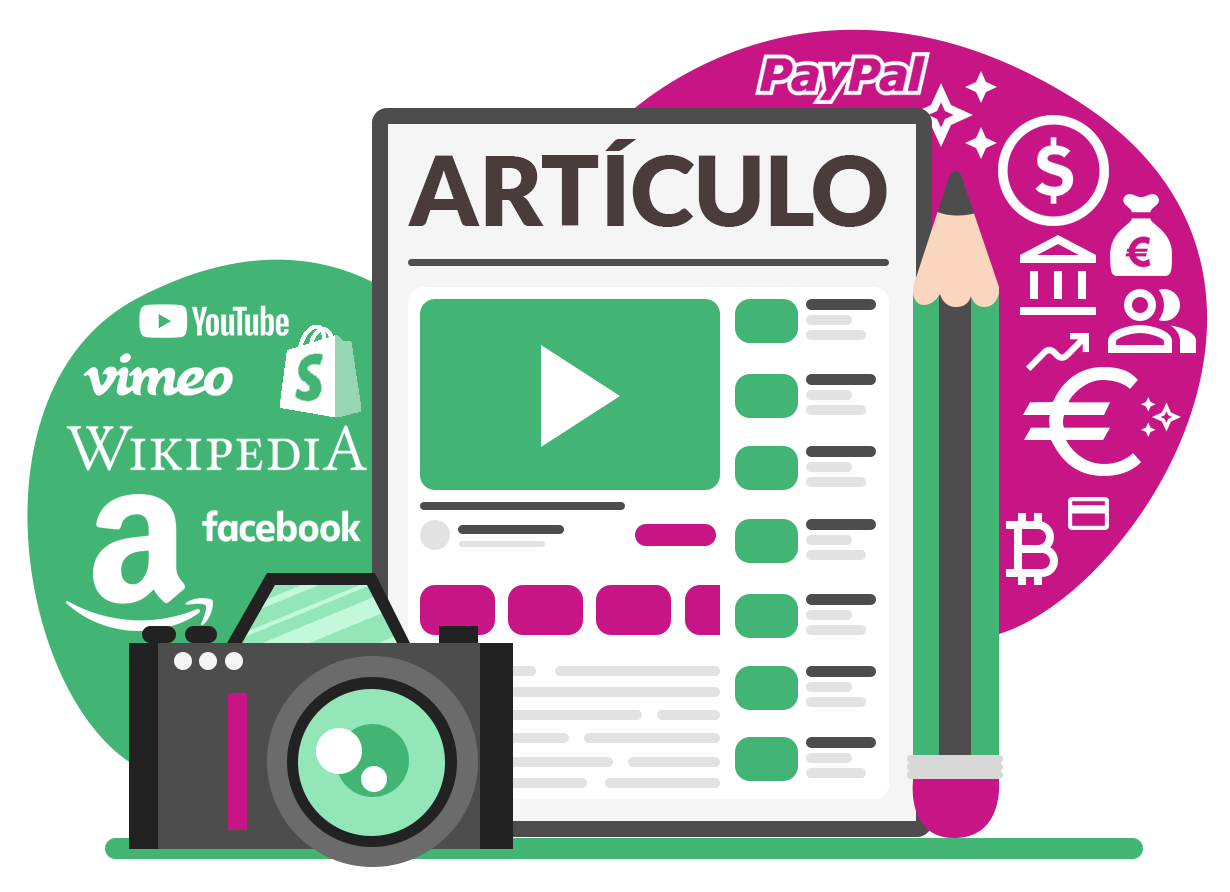 PayPal
ARTÍCULO
$
€
YouTube
vimeo
S
WIKIPEDIA
€
a
facebook
₿